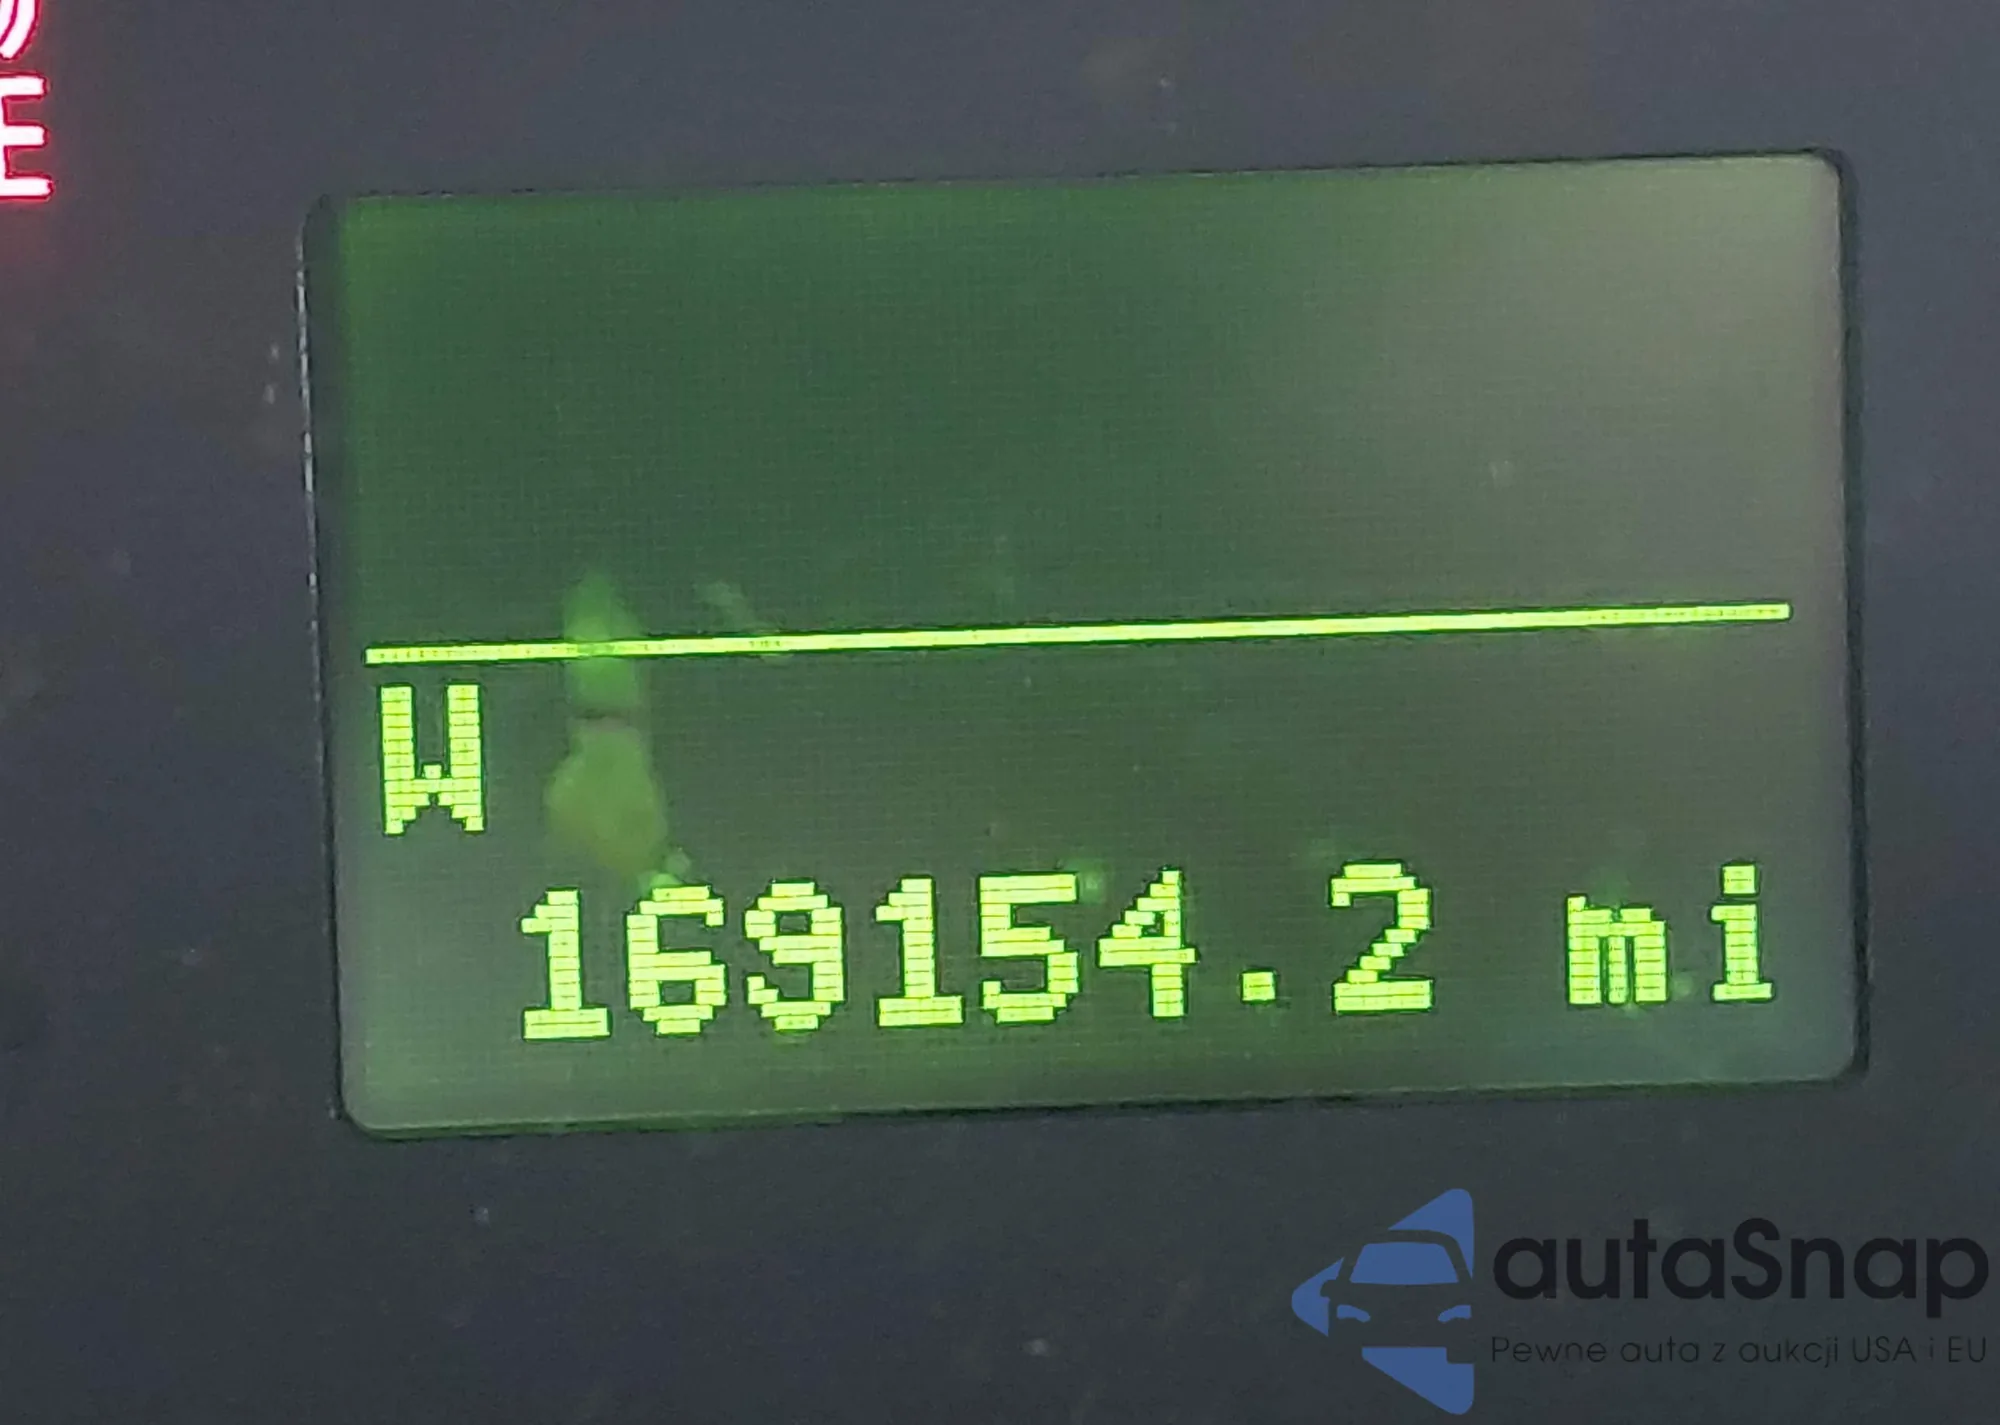 E
W
169154.2 mi
autaSnap
Pewne auta z aukcji USA i EU